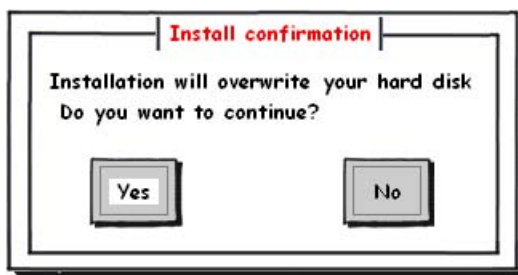 Install confirmation
Installation will overwrite your hard disk
Do you want to continue?
Yes
No